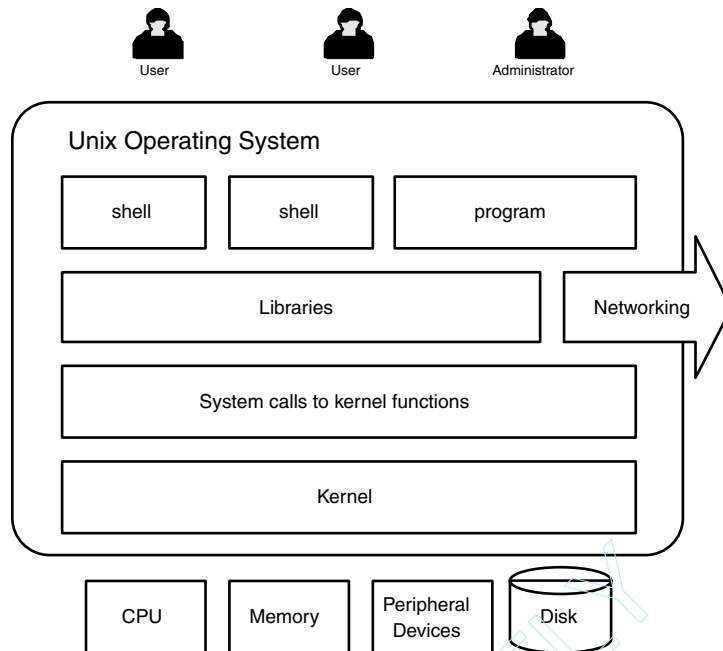 User
User
Administrator
Unix Operating System
shell
shell
program
Libraries
Networking
System calls to kernel functions
Kernel
CPU
Memory
Peripheral
Devices
Disk